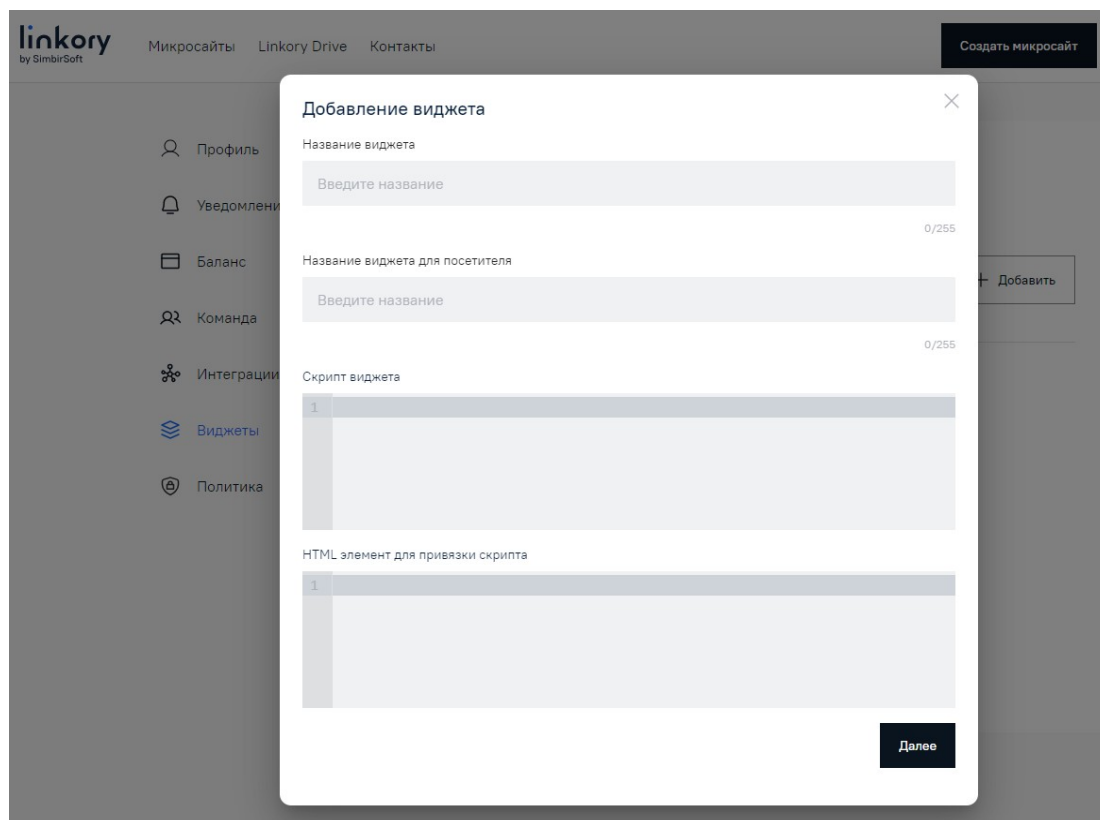 linkory
by SimbirSoft
Микросайты Linkory Drive Контакты
Создать микросайт
Профиль
Уведомлени
Баланс
Команда
Интеграции
Виджеты
Политика
Добавление виджета
Название виджета
Введите название
0/255
Название виджета для посетителя
Введите название
0/255
+ Добавить
Скрипт виджета
1
HTML элемент для привязки скрипта
1
Далее